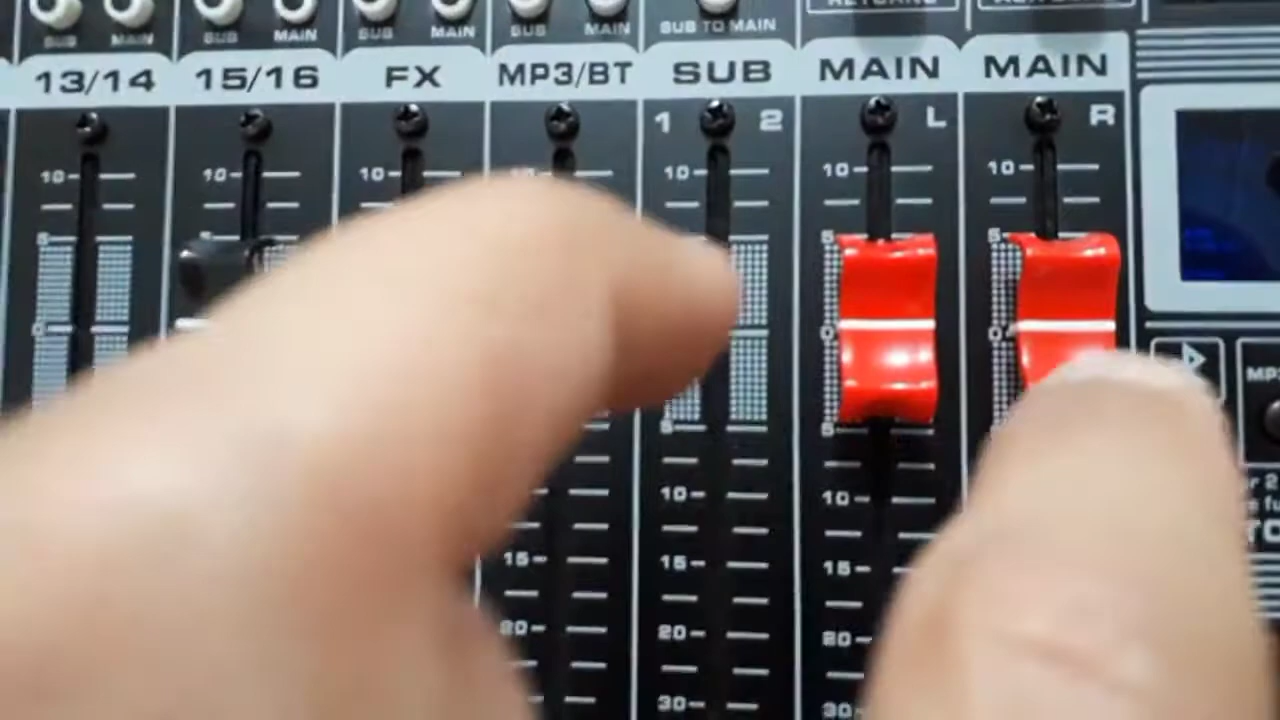 SUB MAIN SUB MAIN SUB MAIN SUB MAIN SUB TO MAIN
13/14 15/16 FX MP3/BT SUB MAIN MAIN
1 2 L R
10 10 10 10 10 10 10
5 5 5
0 0 0
5 5
10 10
15 15 15
20 20 20
30 30
MP3
r 2